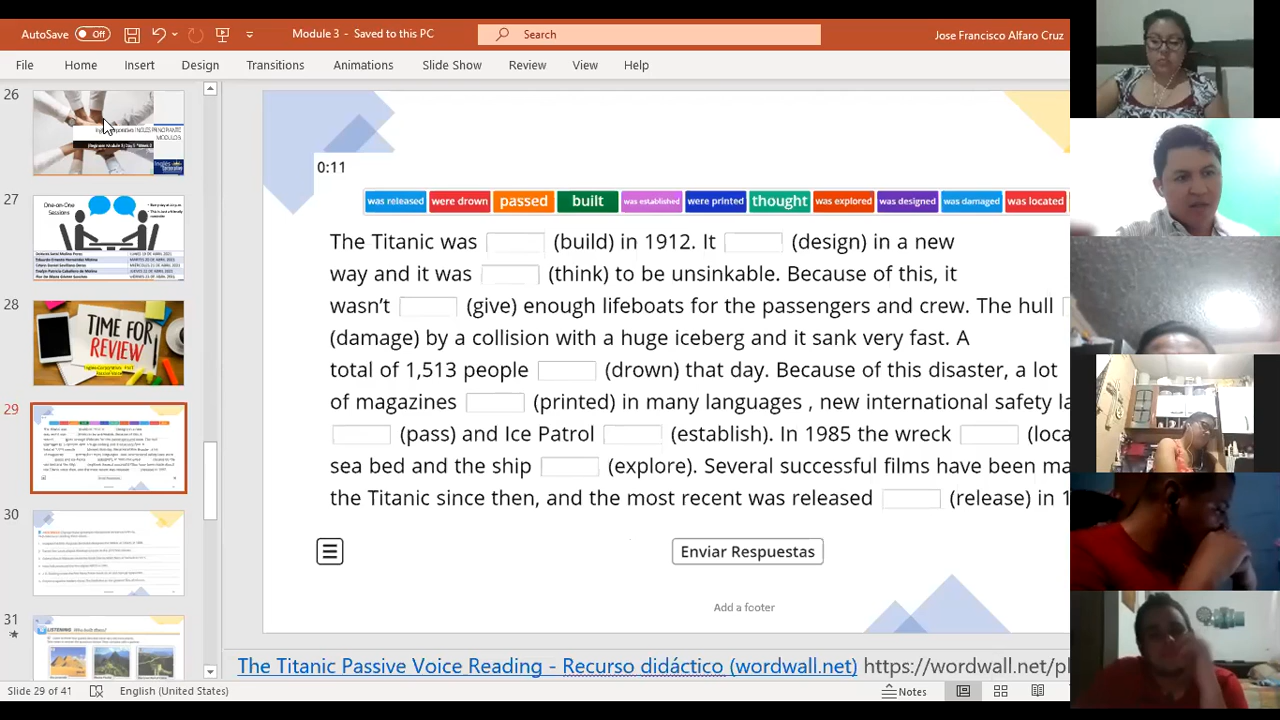 AutoSave Off Module 3 - Saved to this PC Search Jose Francisco Alfaro Cruz
File Home Insert Design Transitions Animations Slide Show Review View Help
26
27
One-on-One
Sessions
28
TIME FOR
REVIEW
29
30
31
LISTENING
0:11
was released were drown passed built was established were printed thought was explored was designed was damaged was located
The Titanic was (build) in 1912. It (design) in a new
way and it was (think) to be unsinkable. Because of this, it
wasn't (give) enough lifeboats for the passengers and crew. The hull
(damage) by a collision with a huge iceberg and it sank very fast. A
total of 1,513 people (drown) that day. Because of this disaster, a lot
of magazines (printed) in many languages , new international safety la
(pass) and ice Patrol (establish). In 1985 the wreck (loca
sea bed and the ship (explore). Several successful films have been ma
the Titanic since then, and the most recent was released (release) in 1
Enviar Respuestas
Add a footer
The Titanic Passive Voice Reading - Recurso didáctico (wordwall.net) https://wordwall.net/pl
Slide 29 of 41 English (United States) Notes